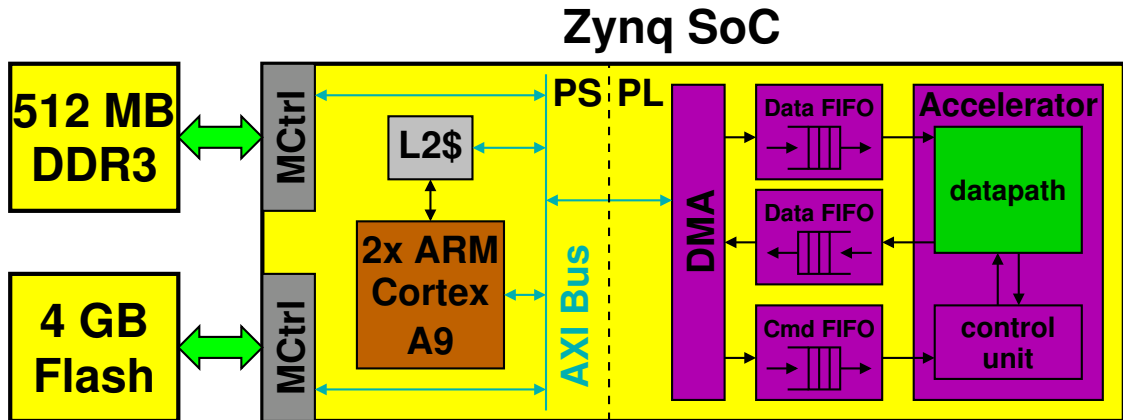 Zynq SoC
512 MB
DDR3
MCtrl
PS
PL
L2$
2x ARM
Cortex
A9
AXI Bus
DMA
Data FIFO
Accelerator
datapath
Data FIFO
4 GB
Flash
MCtrl
Cmd FIFO
control
unit